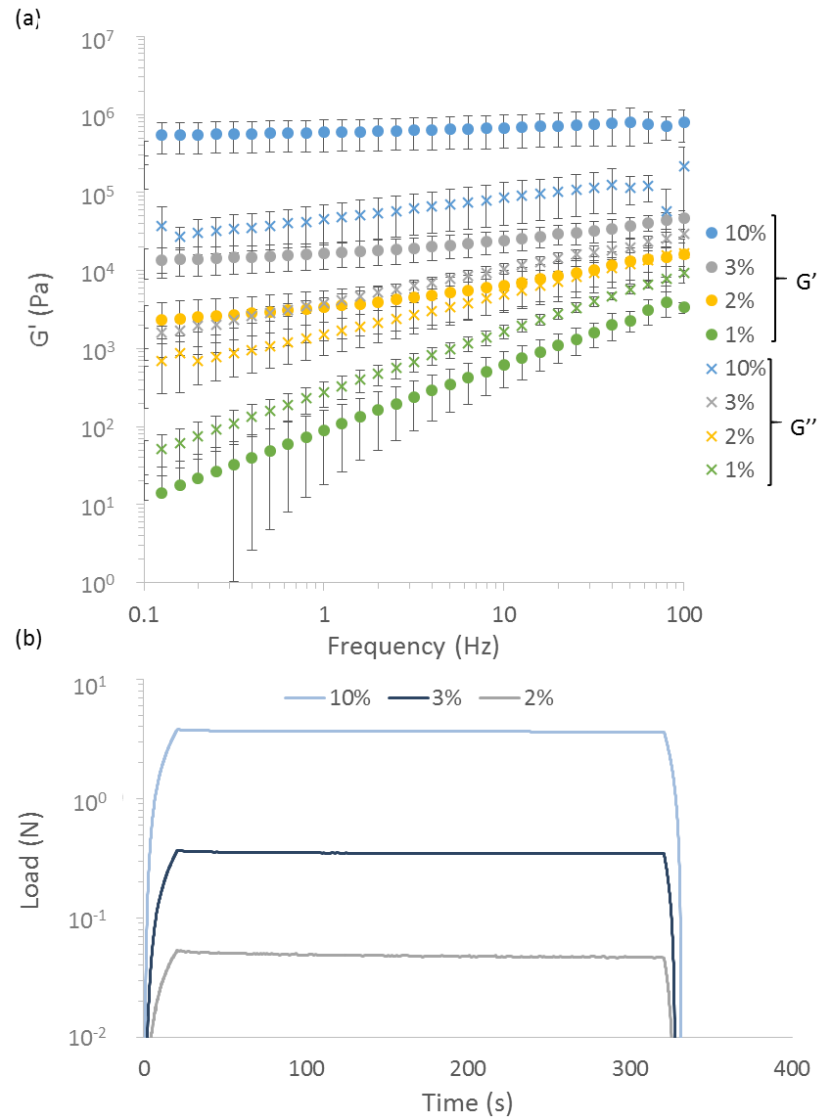 (a)
10⁷
10⁶
10⁵
10⁴
10³
10²
10¹
10⁰
G' (Pa)
0.1 1 10 100
Frequency (Hz)
10%
3%
2%
1%
G’
10%
3%
2%
1%
G’’
(b)
10¹
10⁰
10⁻¹
10⁻²
Load (N)
10% 3% 2%
0 100 200 300 400
Time (s)